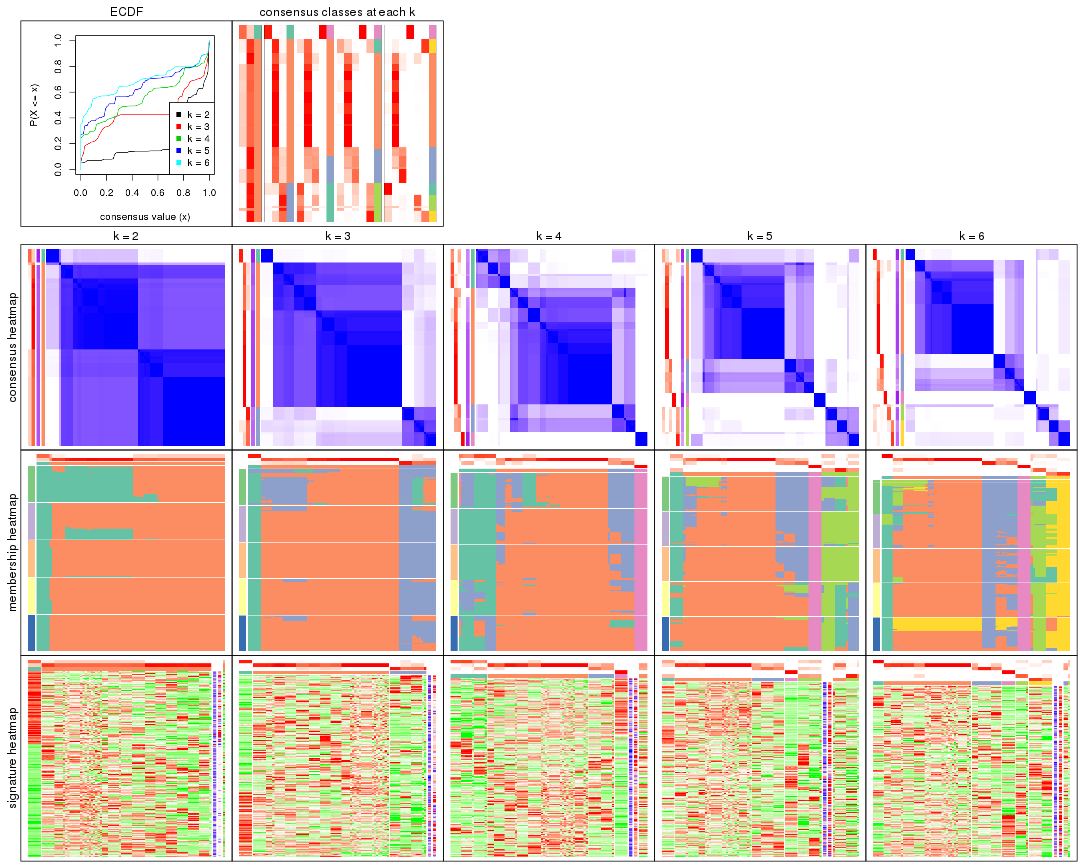 ECDF
consensus classes at each k
P(X <= x)
0.0 0.2 0.4 0.6 0.8 1.0
k = 2
k = 3
k = 4
k = 5
k = 6
0.0 0.2 0.4 0.6 0.8 1.0
consensus value (x)
k = 2
k = 3
k = 4
k = 5
k = 6
consensus heatmap
membership heatmap
signature heatmap